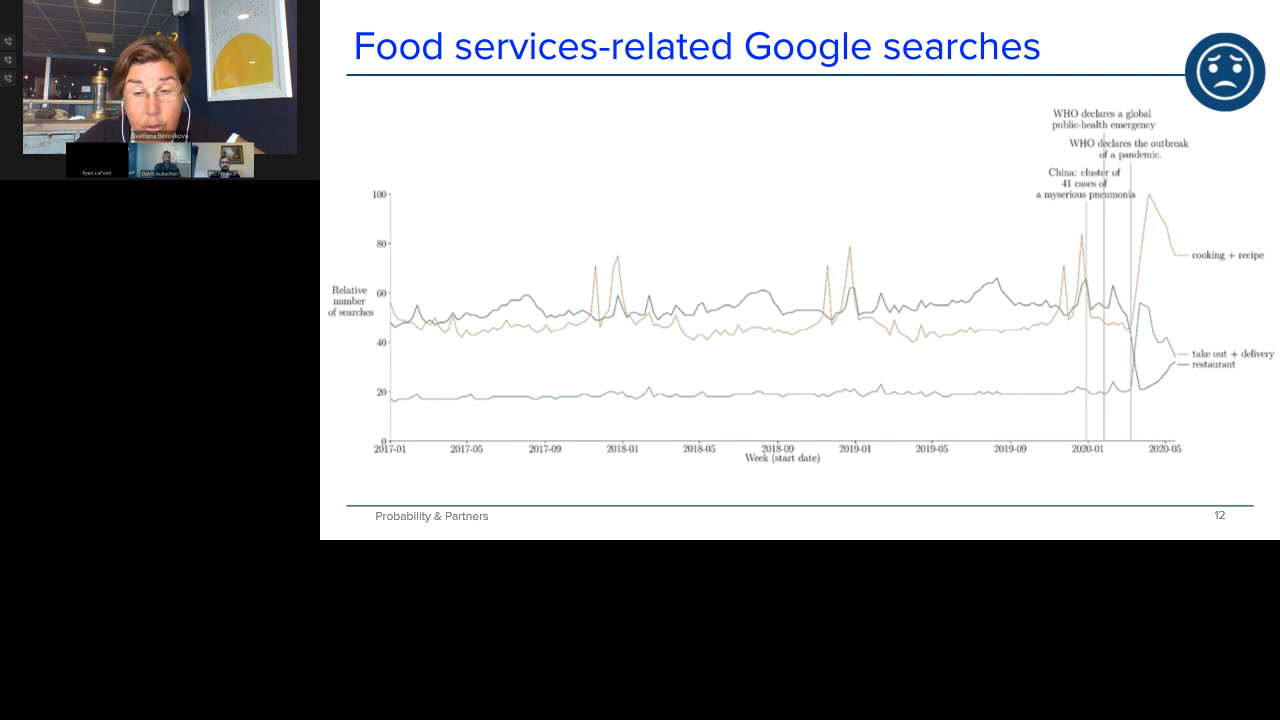 Food services-related Google searches
Svetlana Borovkova
Ryan LaFond
David Aubuchon
WHO declares a global
public-health emergency
WHO declares the outbreak
of a pandemic.
China: cluster of
41 cases of
a myserious pneumonia
100
80
60
40
20
0
Relative
number
of searches
cooking + recipe
take out + delivery
restaurant
2017-01
2017-05
2017-09
2018-01
2018-05
2018-09
2019-01
2019-05
2019-09
2020-01
2020-05
Week (start date)
Probability & Partners
12